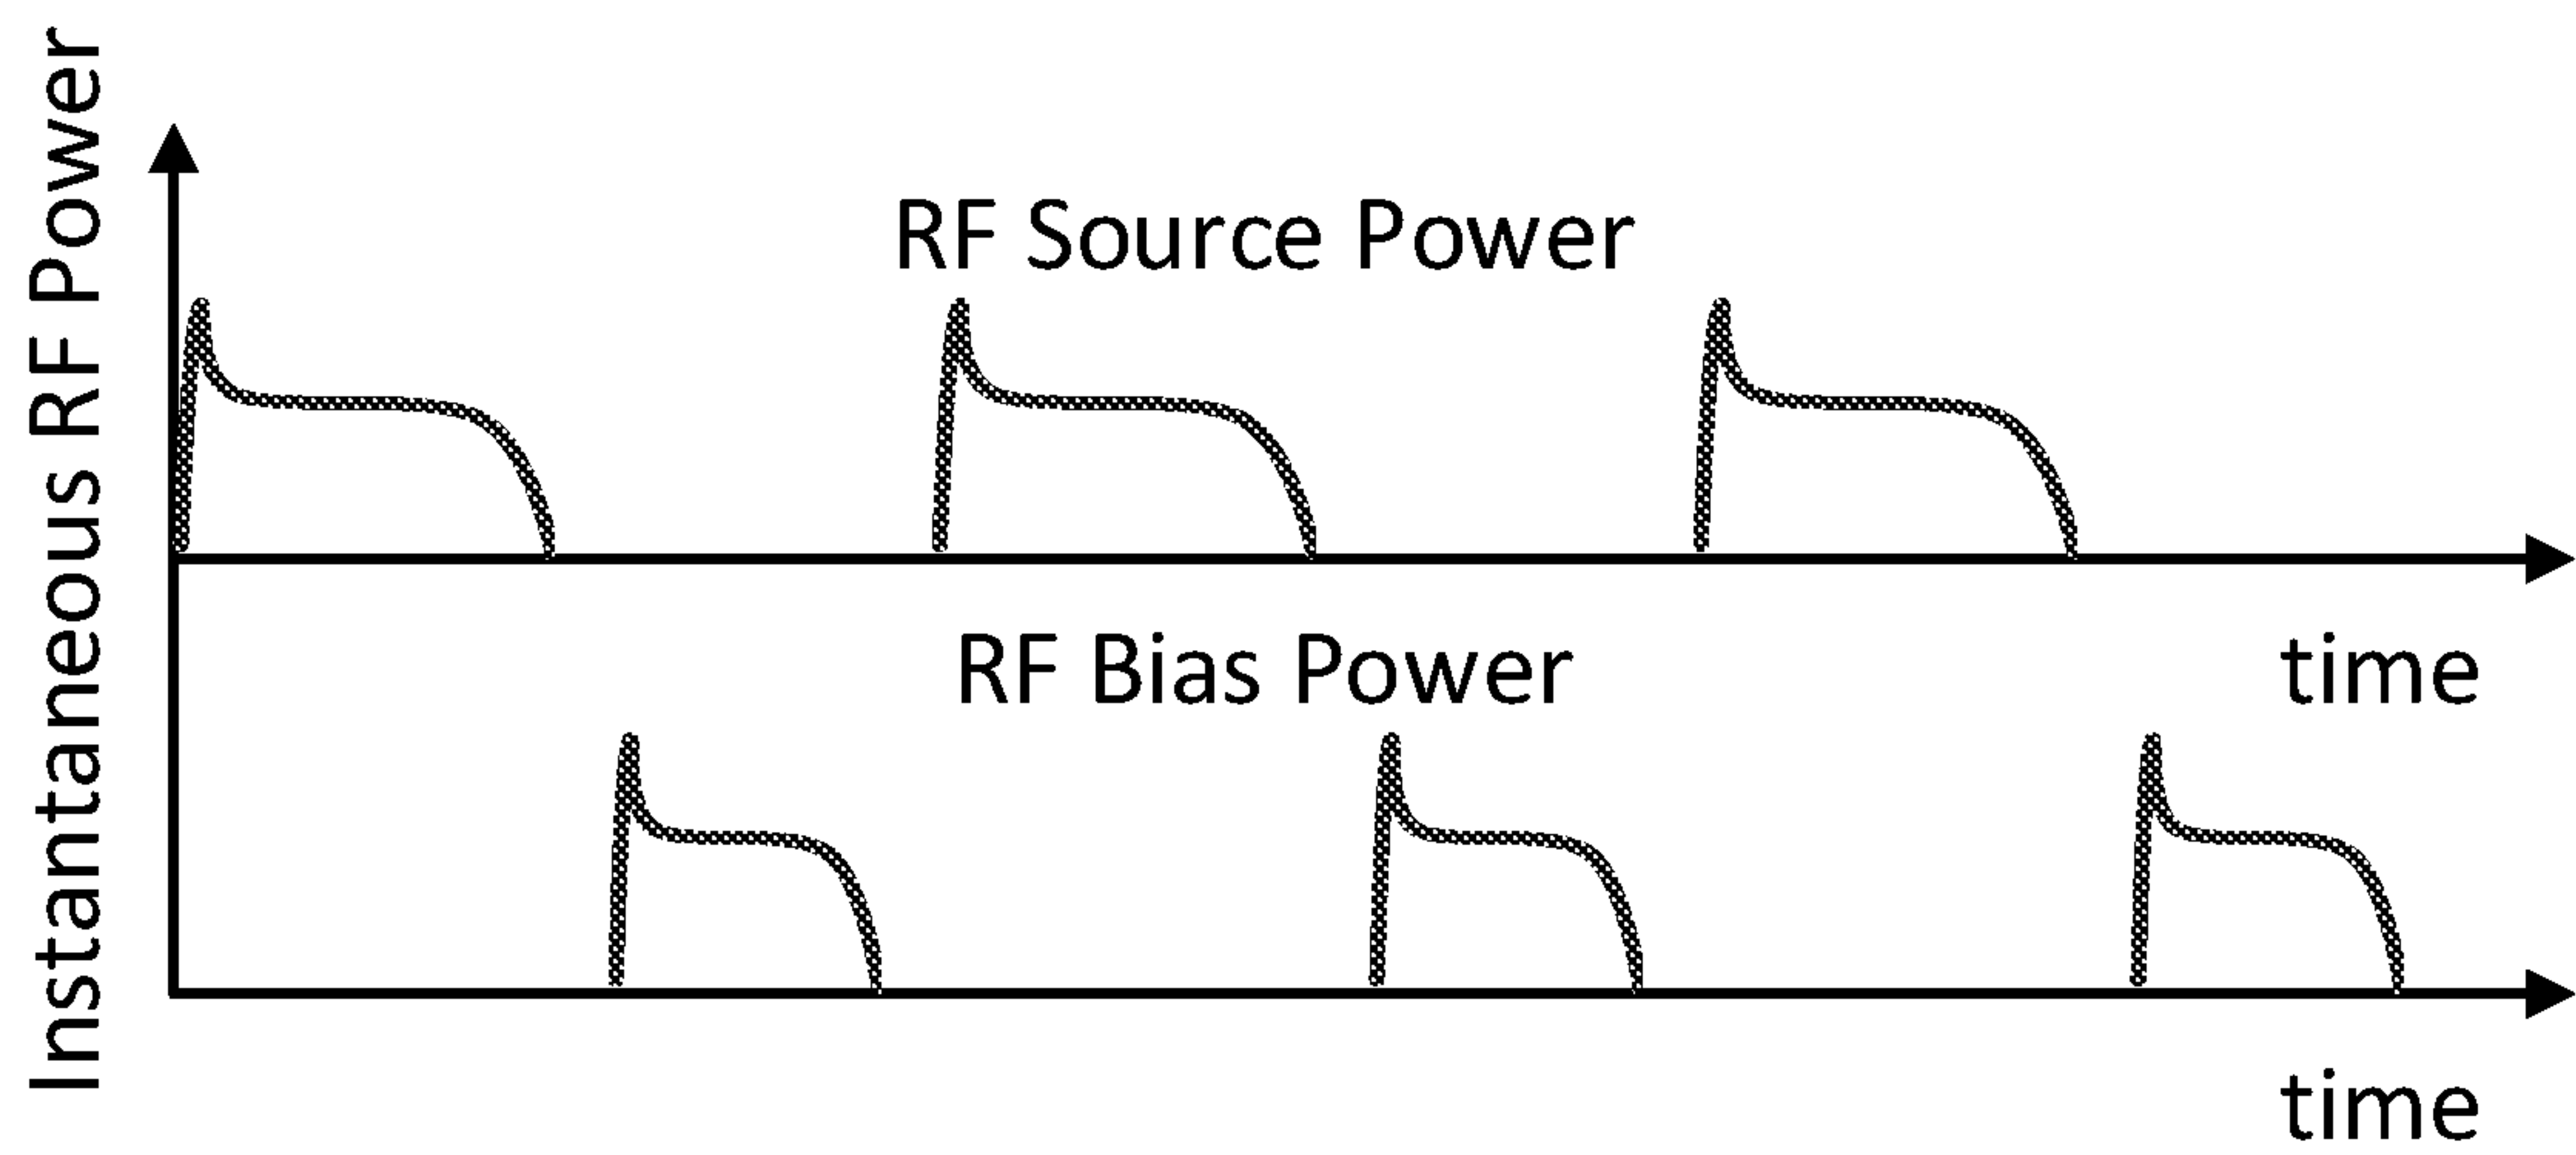 Instantaneous RF Power
RF Source Power
time
RF Bias Power
time